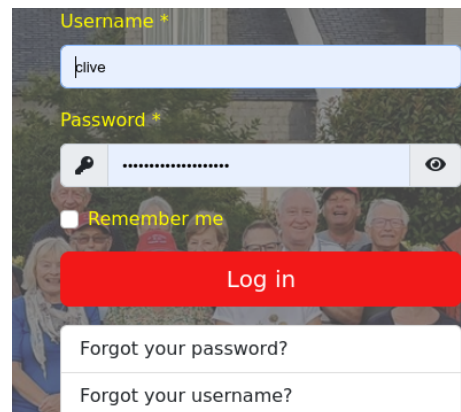 Username *
clive
Password *
••••••••••••••••••••
Remember me
Log in
Forgot your password?
Forgot your username?